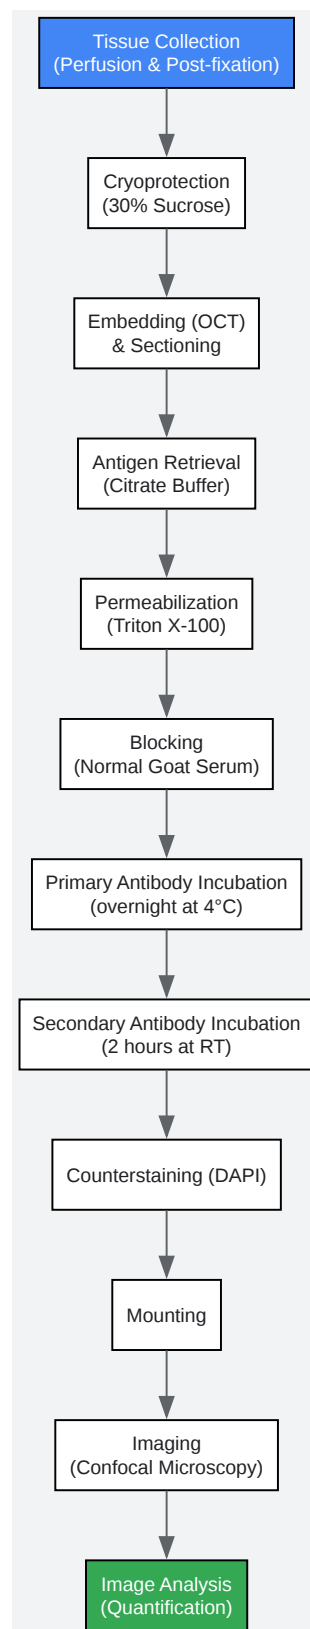 Tissue Collection
(Perfusion & Post-fixation)
Cryoprotection
(30% Sucrose)
Embedding (OCT)
& Sectioning
Antigen Retrieval
(Citrate Buffer)
Permeabilization
(Triton X-100)
Blocking
(Normal Goat Serum)
Primary Antibody Incubation
(overnight at 4°C)
Secondary Antibody Incubation
(2 hours at RT)
Counterstaining (DAPI)
Mounting
Imaging
(Confocal Microscopy)
Image Analysis
(Quantification)